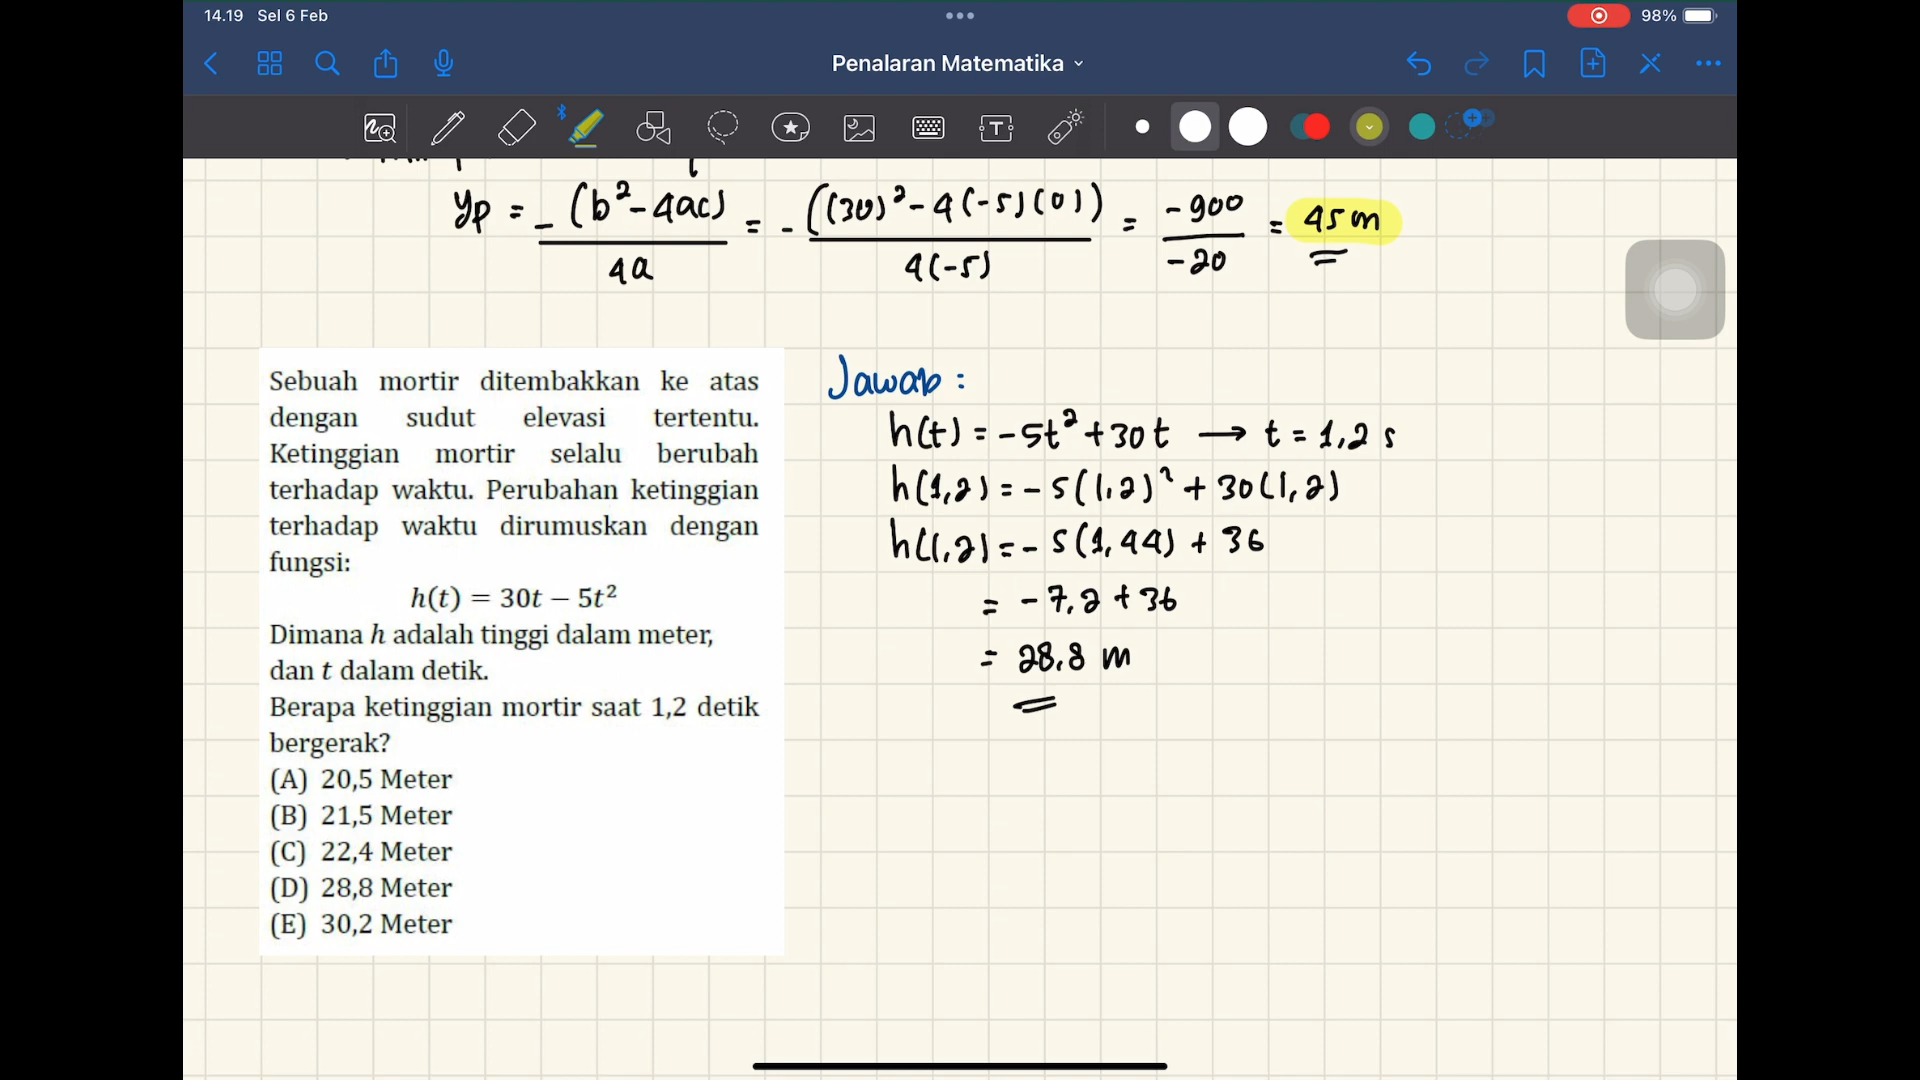 14.19 Sel 6 Feb
98%
Penalaran Matematika
yp = -(b²-4ac) / 4a = -((30)²-4(-5)(0)) / 4(-5) = -900 / -20 = 45 m
Sebuah mortir ditembakkan ke atas
dengan sudut elevasi tertentu.
Ketinggian mortir selalu berubah
terhadap waktu. Perubahan ketinggian
terhadap waktu dirumuskan dengan
fungsi:
h(t) = 30t − 5t²
Dimana h adalah tinggi dalam meter,
dan t dalam detik.
Berapa ketinggian mortir saat 1,2 detik
bergerak?
(A) 20,5 Meter
(B) 21,5 Meter
(C) 22,4 Meter
(D) 28,8 Meter
(E) 30,2 Meter
Jawab :
h(t) = -5t² + 30t → t = 1,2 s
h(1,2) = -5(1,2)² + 30(1,2)
h(1,2) = -5(1,44) + 36
= -7,2 + 36
= 28,8 m